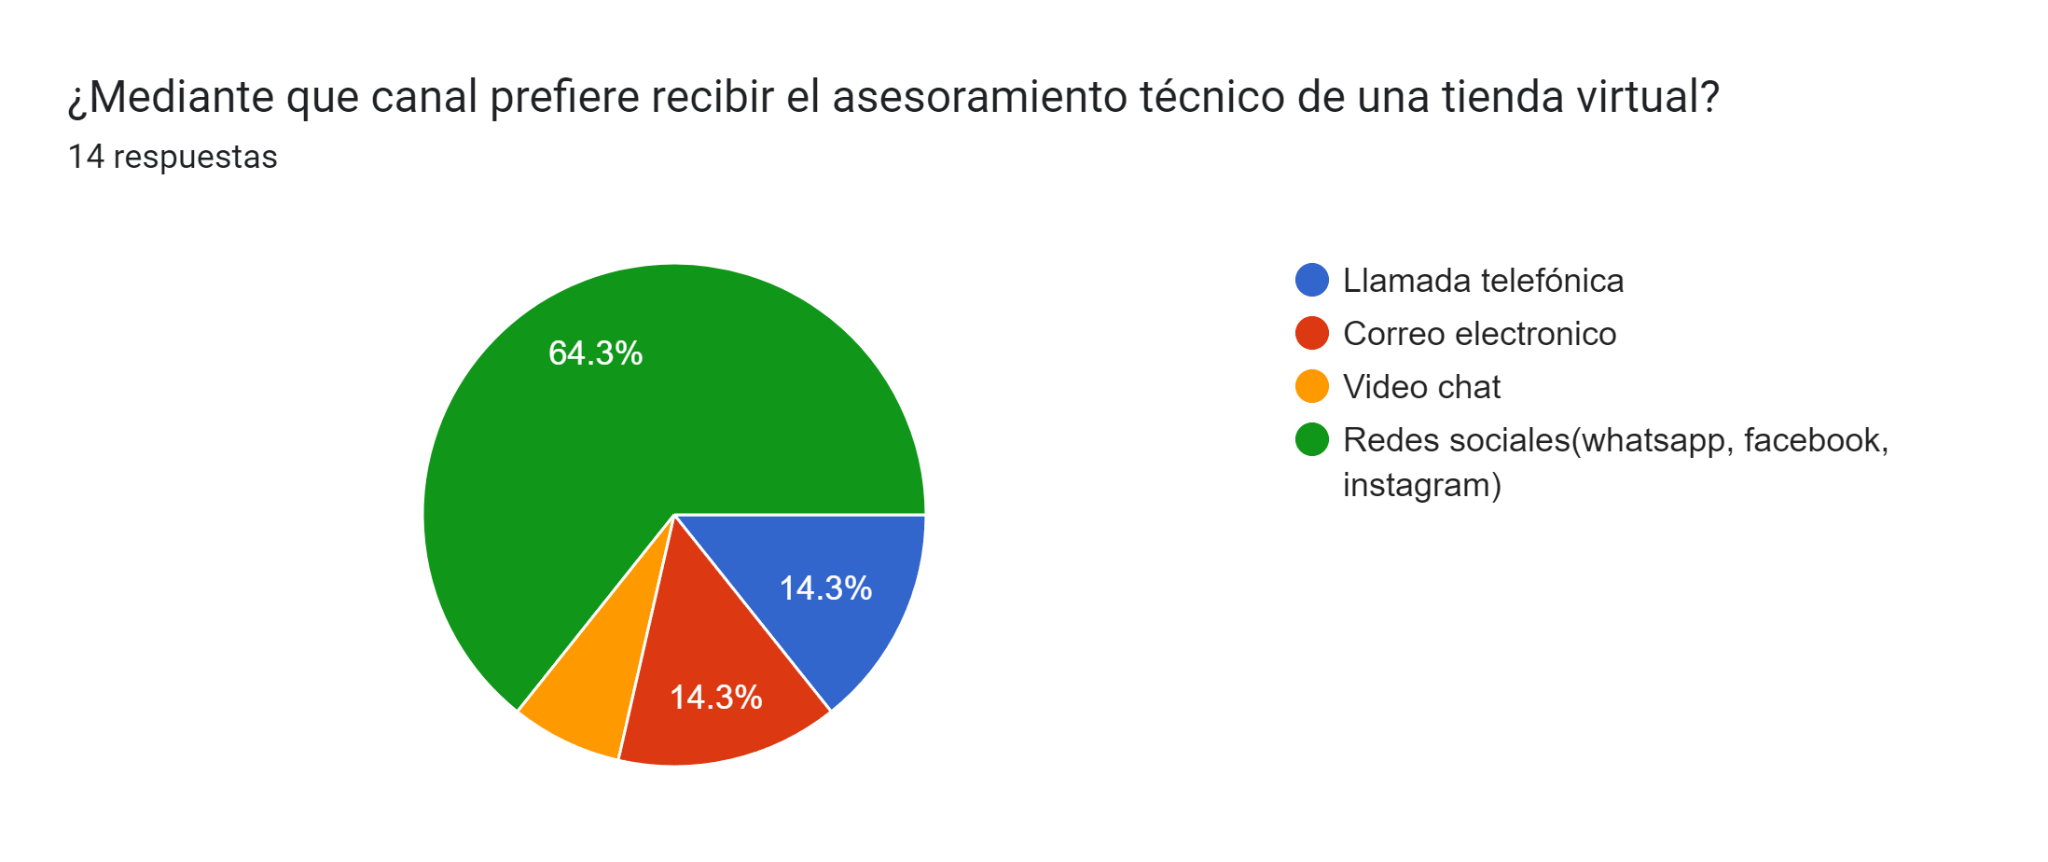 ¿Mediante que canal prefiere recibir el asesoramiento técnico de una tienda virtual?
14 respuestas
64.3%
14.3%
14.3%
Llamada telefónica
Correo electronico
Video chat
Redes sociales(whatsapp, facebook,
instagram)